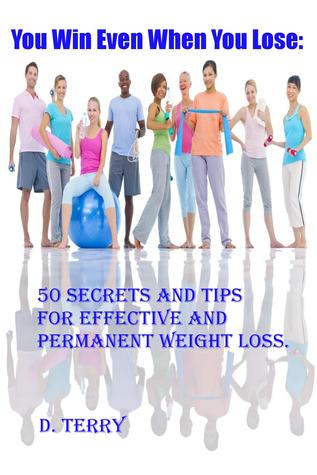 You Win Even When You Lose:
50 SECRETS AND TIPS
FOR EFFECTIVE AND
PERMANENT WEIGHT LOSS.
D. TERRY